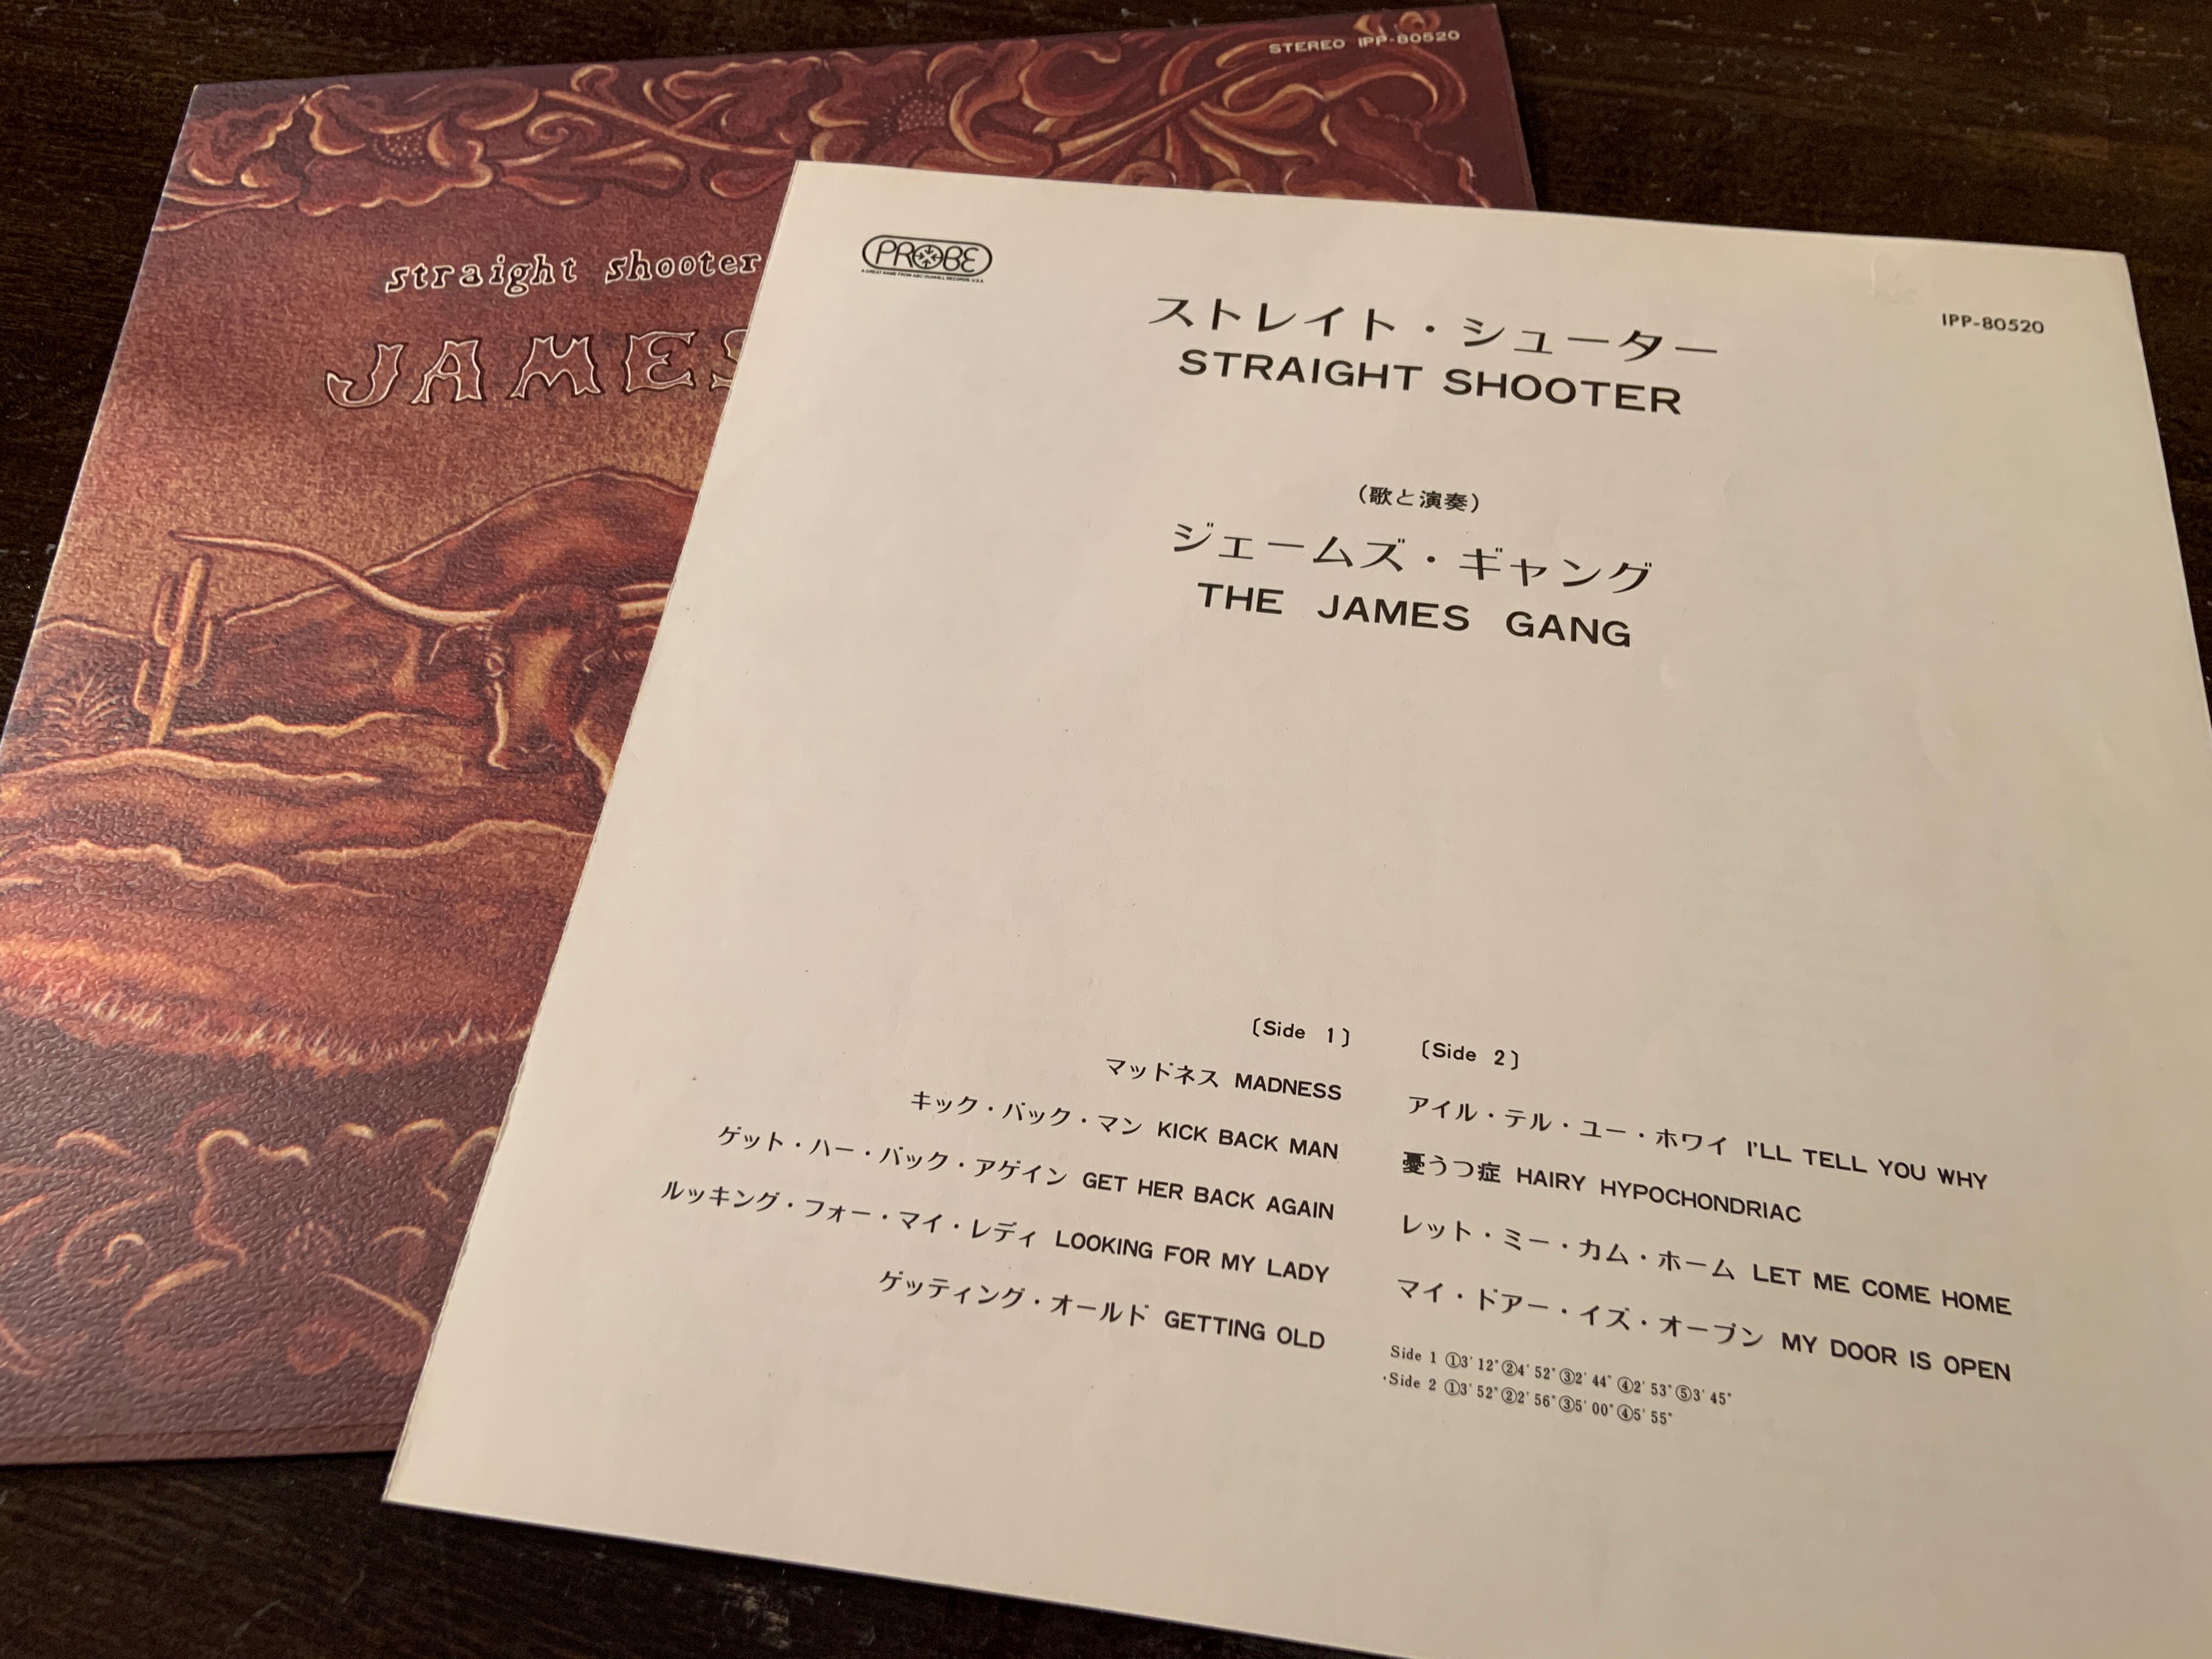 STEREO IPP-80520
straight shooter
JAMES
PROBE
A GREAT NAME FROM ABC/DUNHILL RECORDS U.S.A.
IPP-80520
ストレイト・シューター
STRAIGHT SHOOTER
(歌と演奏)
ジェームズ・ギャング
THE JAMES GANG
〔Side 1〕
マッドネス MADNESS
キック・バック・マン KICK BACK MAN
ゲット・ハー・バック・アゲイン GET HER BACK AGAIN
ルッキング・フォー・マイ・レディ LOOKING FOR MY LADY
ゲッティング・オールド GETTING OLD
〔Side 2〕
アイル・テル・ユー・ホワイ I'LL TELL YOU WHY
憂うつ症 HAIRY HYPOCHONDRIAC
レット・ミー・カム・ホーム LET ME COME HOME
マイ・ドアー・イズ・オープン MY DOOR IS OPEN
Side 1 ①3'12"②4'52"③2'44"④2'53"⑤3'45"
・Side 2 ①3'52"②2'56"③5'00"④5'55"